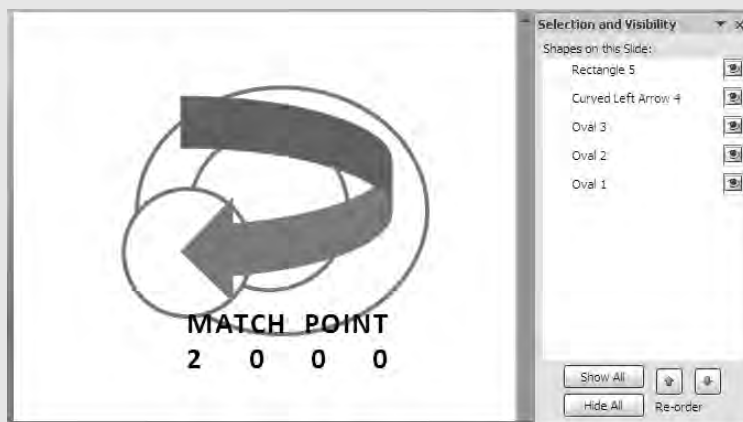 Selection and Visibility
Shapes on this Slide:
Rectangle 5
Curved Left Arrow 4
Oval 3
Oval 2
Oval 1
MATCH POINT
2 0 0 0
Show All
Hide All
Re-order